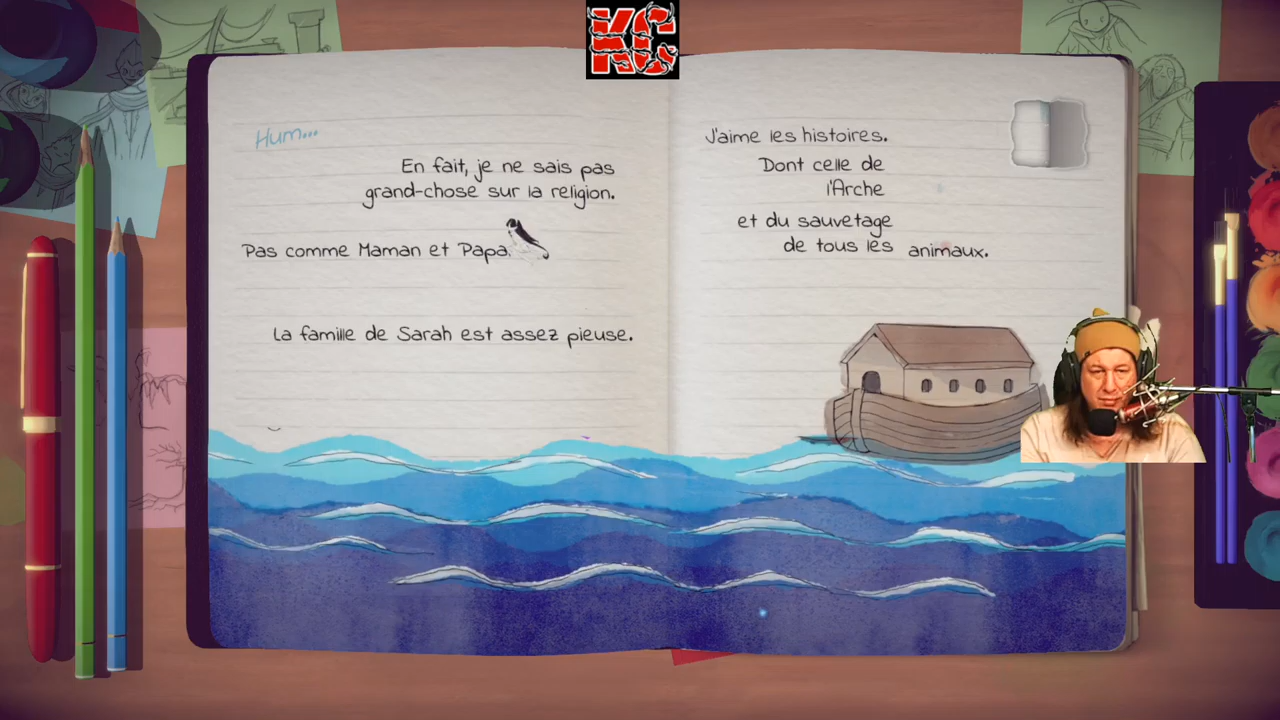 KC
Hum...
En fait, je ne sais pas
grand-chose sur la religion.
Pas comme Maman et Papa.
La famille de Sarah est assez pieuse.
J'aime les histoires.
Dont celle de
l'Arche
et du sauvetage
de tous les animaux.